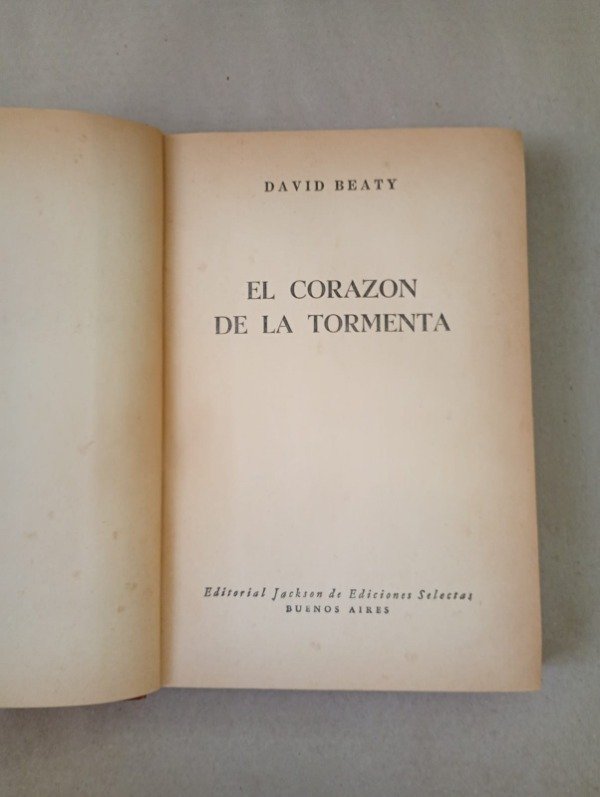 DAVID BEATY
EL CORAZON
DE LA TORMENTA
Editorial Jackson de Ediciones Selectas
BUENOS AIRES